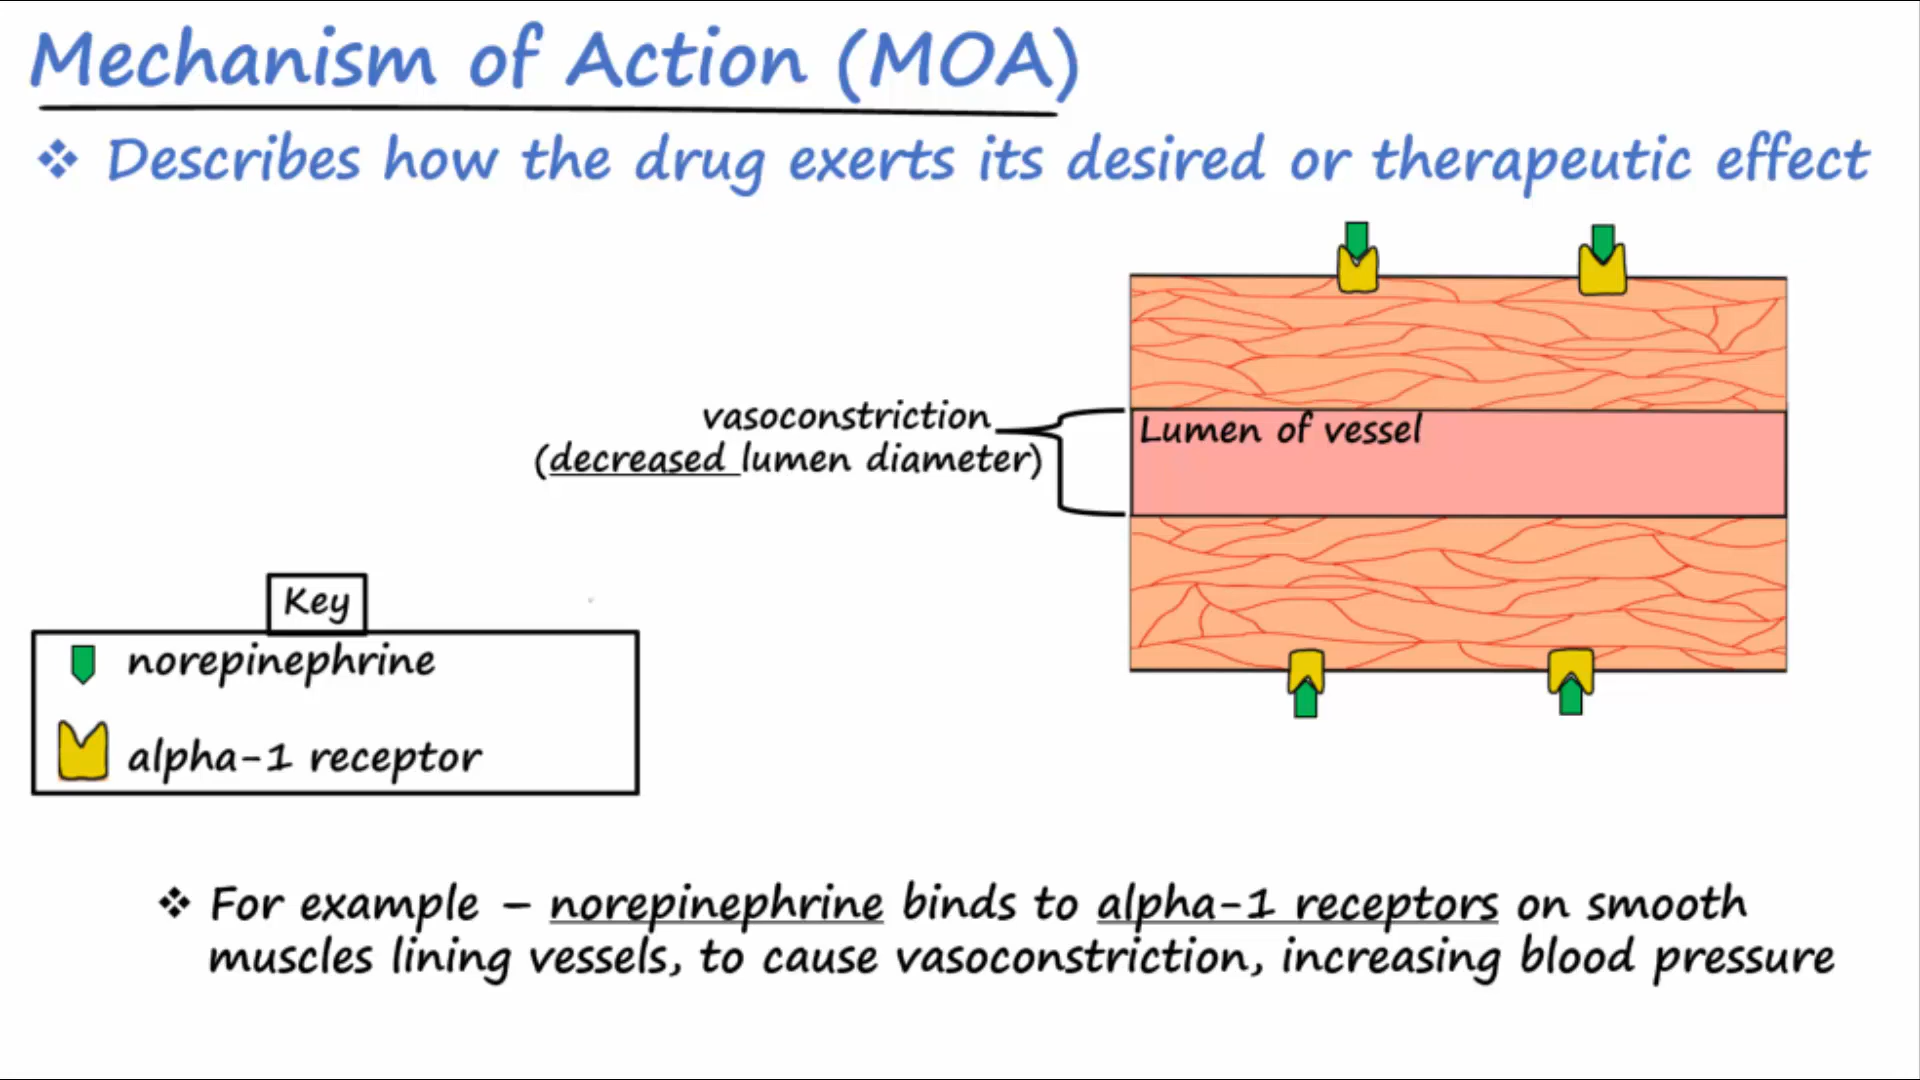 Mechanism of Action (MOA)
❖ Describes how the drug exerts its desired or therapeutic effect
vasoconstriction
(decreased lumen diameter)
Lumen of vessel
Key
norepinephrine
alpha-1 receptor
❖ For example – norepinephrine binds to alpha-1 receptors on smooth
muscles lining vessels, to cause vasoconstriction, increasing blood pressure